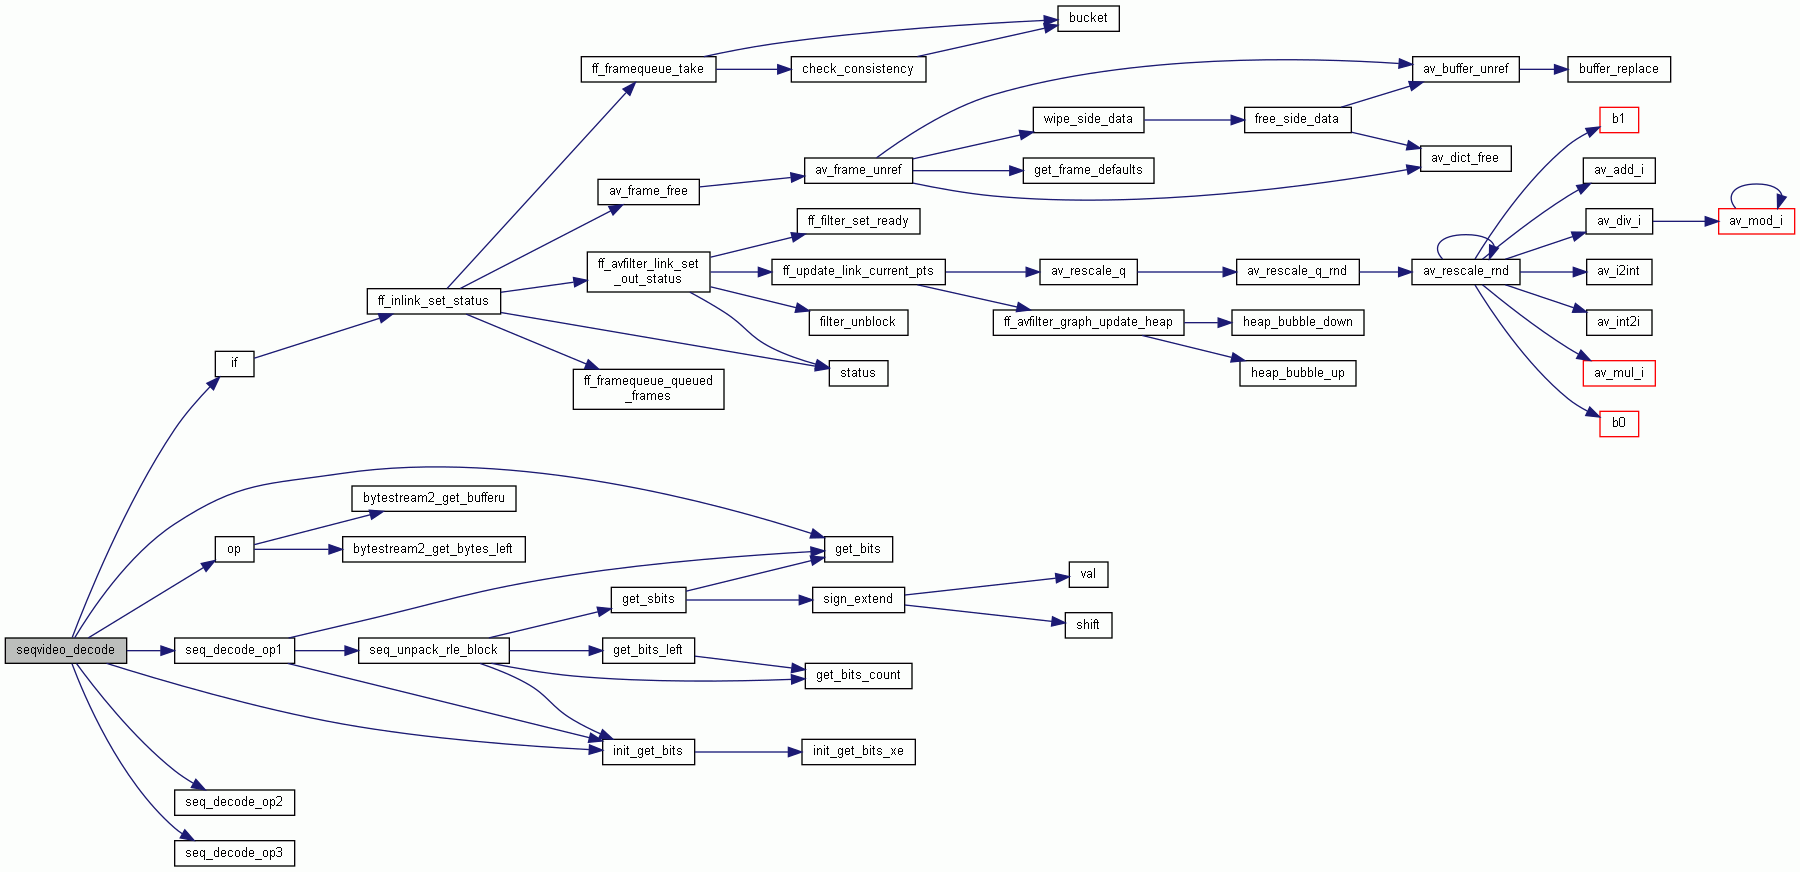 bucket
ff_framequeue_take
check_consistency
av_buffer_unref
buffer_replace
wipe_side_data
free_side_data
b1
av_dict_free
av_frame_unref
get_frame_defaults
av_add_i
av_frame_free
ff_filter_set_ready
av_div_i
av_mod_i
ff_avfilter_link_set
_out_status
ff_update_link_current_pts
av_rescale_q
av_rescale_q_rnd
av_rescale_rnd
av_i2int
ff_inlink_set_status
filter_unblock
ff_avfilter_graph_update_heap
heap_bubble_down
av_int2i
if
status
heap_bubble_up
av_mul_i
ff_framequeue_queued
_frames
b0
bytestream2_get_bufferu
op
bytestream2_get_bytes_left
get_bits
get_sbits
sign_extend
val
shift
seqvideo_decode
seq_decode_op1
seq_unpack_rle_block
get_bits_left
get_bits_count
init_get_bits
init_get_bits_xe
seq_decode_op2
seq_decode_op3